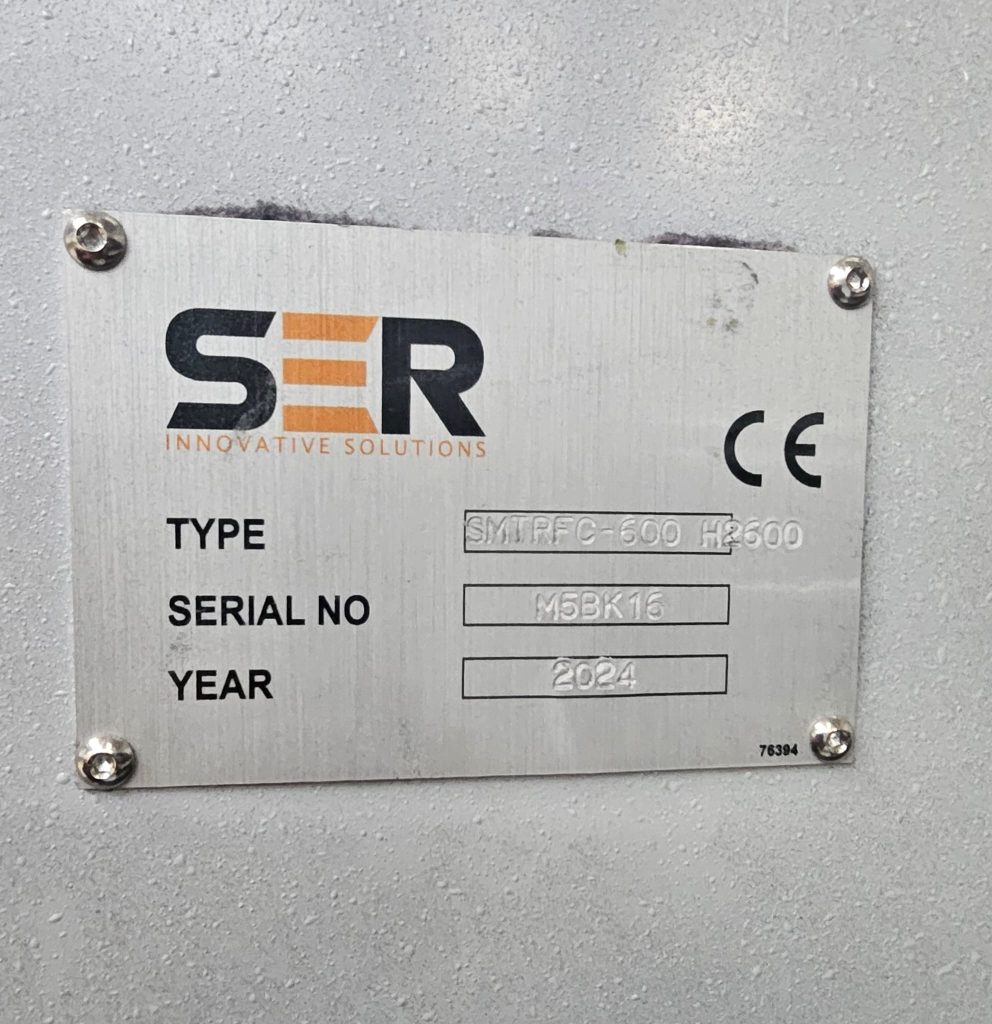 SER
INNOVATIVE SOLUTIONS
CE
TYPE SMTRFC-600 H2600
SERIAL NO M5BK16
YEAR 2024
76394